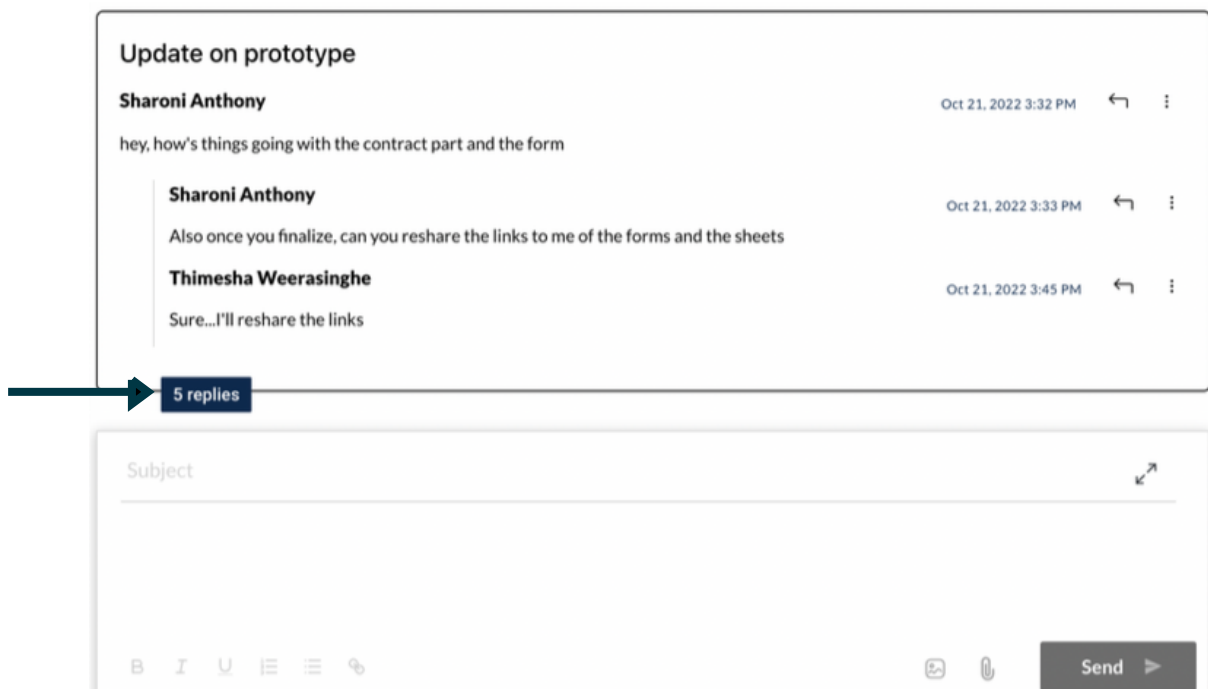 Update on prototype
Sharoni Anthony
Oct 21, 2022 3:32 PM
hey, how's things going with the contract part and the form
Sharoni Anthony
Oct 21, 2022 3:33 PM
Also once you finalize, can you reshare the links to me of the forms and the sheets
Thimesha Weerasinghe
Oct 21, 2022 3:45 PM
Sure...I'll reshare the links
5 replies
Subject
B I U
Send